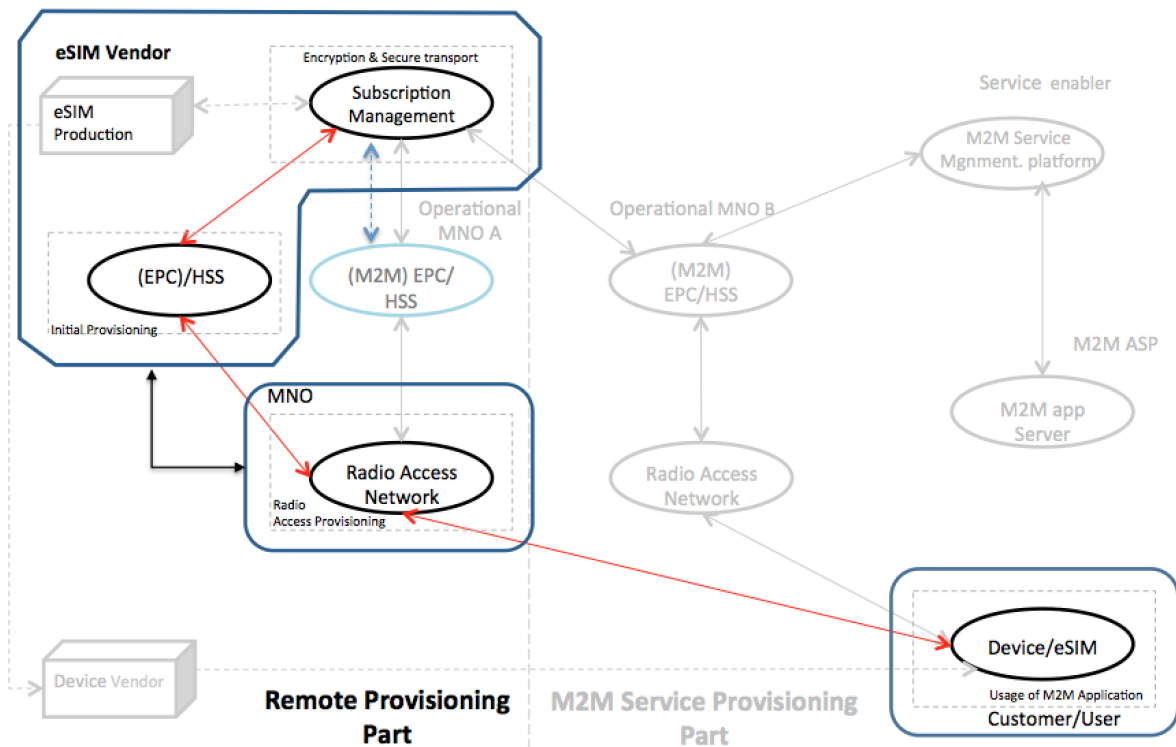 eSIM Vendor
Encryption & Secure transport
Subscription
Management
eSIM
Production
Service enabler
M2M Service
Mgnment. platform
Operational
MNO A
Operational MNO B
(EPC)/HSS
Initial Provisioning
(M2M) EPC/
HSS
(M2M)
EPC/HSS
M2M ASP
M2M app
Server
MNO
Radio Access
Network
Radio
Access Provisioning
Radio Access
Network
Device/eSIM
Usage of M2M Application
Customer/User
Device Vendor
Remote Provisioning
Part
M2M Service Provisioning
Part